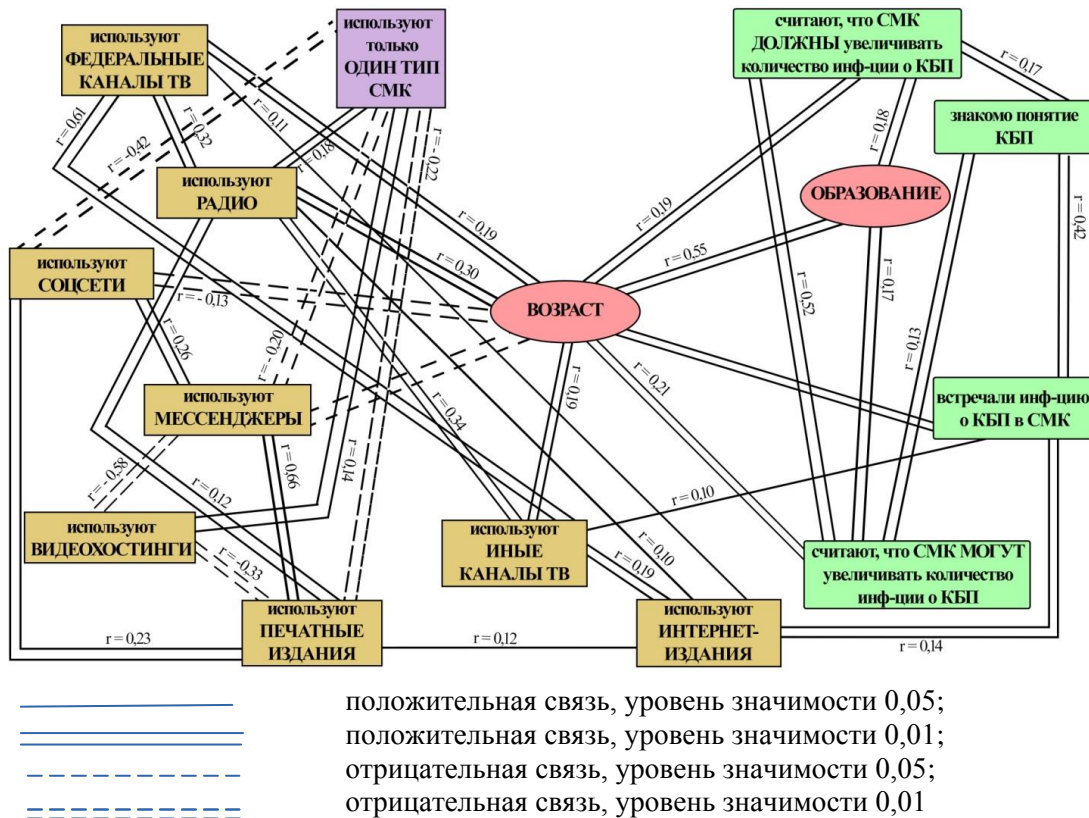 используют
ФЕДЕРАЛЬНЫЕ
КАНАЛЫ ТВ
используют
только
ОДИН ТИП
СМК
считают, что СМК
ДОЛЖНЫ увеличивать
количество инф-ции о КБП
r = 0,17
знакомо понятие
КБП
r = 0,61
r = 0,32
r = -0,42
r = 0,11
r = 0,18
r = - 0,22
r = 0,18
используют
РАДИО
ОБРАЗОВАНИЕ
r = 0,19
r = 0,19
r = 0,42
используют
СОЦСЕТИ
r = - 0,13
r = 0,30
r = 0,55
r = 0,52
r = 0,17
ВОЗРАСТ
r = 0,26
r = - 0,20
r = 0,13
используют
МЕССЕНДЖЕРЫ
r = 0,34
r = 0,19
r = 0,21
встречали инф-цию
о КБП в СМК
r = - 0,58
r = 0,12
r = 0,66
r = 0,14
r = 0,10
используют
ВИДЕОХОСТИНГИ
используют
ИНЫЕ
КАНАЛЫ ТВ
r = 0,10
считают, что СМК МОГУТ
увеличивать количество
инф-ции о КБП
r = -0,33
r = 0,19
используют
ПЕЧАТНЫЕ
ИЗДАНИЯ
используют
ИНТЕРНЕТ-
ИЗДАНИЯ
r = 0,23
r = 0,12
r = 0,14
положительная связь, уровень значимости 0,05;
положительная связь, уровень значимости 0,01;
отрицательная связь, уровень значимости 0,05;
отрицательная связь, уровень значимости 0,01